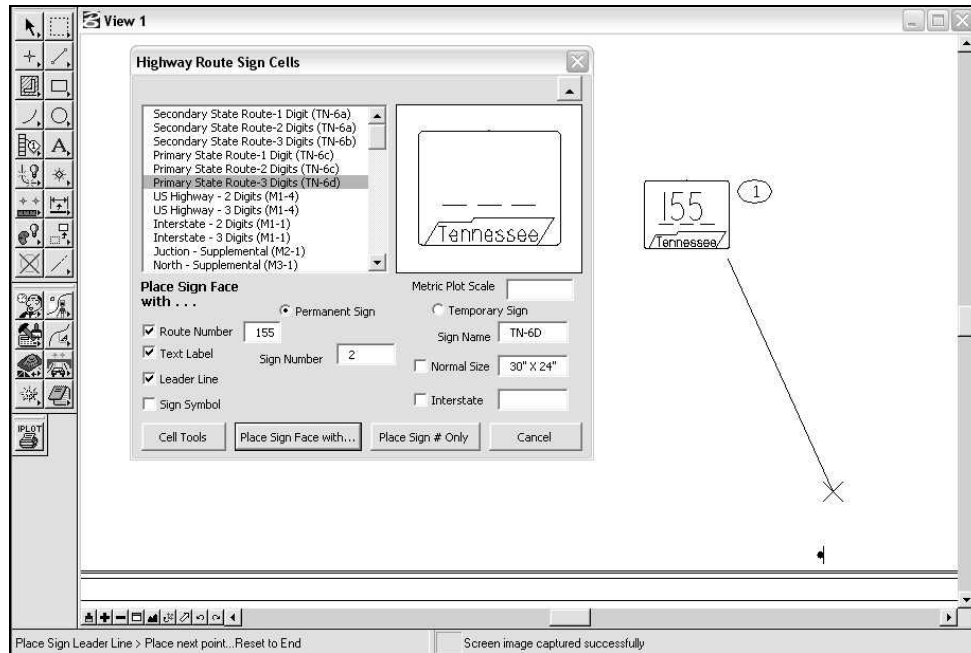 View 1
Highway Route Sign Cells
Secondary State Route-1 Digit (TN-6a)
Secondary State Route-2 Digits (TN-6a)
Secondary State Route-3 Digits (TN-6b)
Primary State Route-1 Digit (TN-6c)
Primary State Route-2 Digits (TN-6c)
Primary State Route-3 Digits (TN-6d)
US Highway - 2 Digits (M1-4)
US Highway - 3 Digits (M1-4)
Interstate - 2 Digits (M1-1)
Interstate - 3 Digits (M1-1)
Juction - Supplemental (M2-1)
North - Supplemental (M3-1)
Tennessee
Place Sign Face
with . . .
Metric Plot Scale
Permanent Sign
Temporary Sign
Route Number 155
Sign Name TN-6D
Text Label
Sign Number 2
Normal Size 30" X 24"
Leader Line
Interstate
Sign Symbol
Cell Tools
Place Sign Face with...
Place Sign # Only
Cancel
155
Tennessee
1
A
IPLOT
Place Sign Leader Line > Place next point...Reset to End
Screen image captured successfully